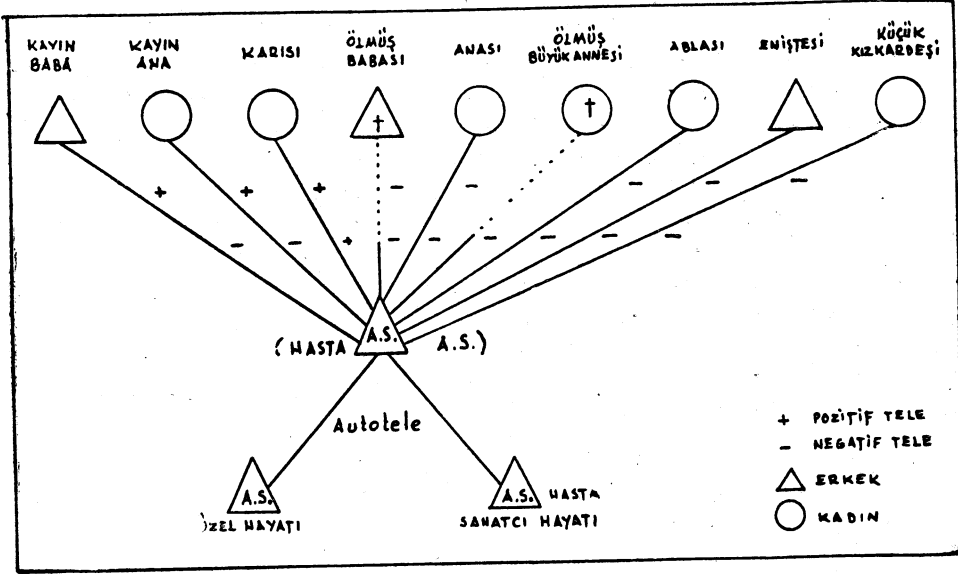 KAYIN BABA
KAYIN ANA
KARISI
ÖLMÜŞ BABASI
ANASI
ÖLMÜŞ BÜYÜKANNESİ
ABLASI
ENİŞTESİ
KÜÇÜK KIZKARDEŞİ
+ + + - - - - -
- - + - - - - - -
A.S.
(HASTA A.S.)
Autotele
A.S.
ÖZEL HAYATI
A.S. HASTA
SANATCI HAYATI
+ POZİTİF TELE
- NEGATİF TELE
ERKEK
KADIN